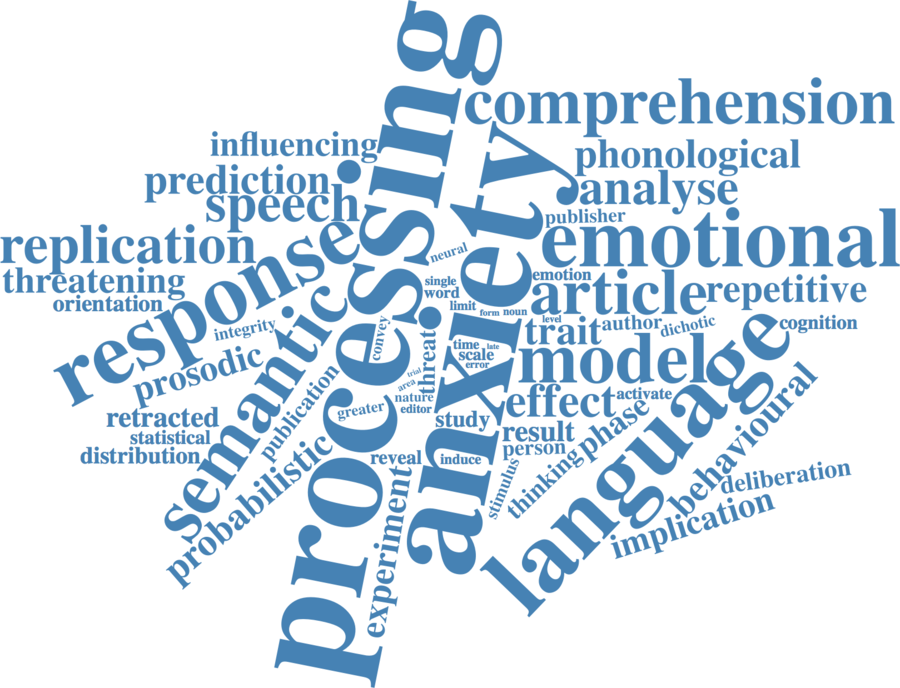 processing
comprehension
anxiety
influencing
phonological
prediction
analyse
speech
publisher
replication
response
emotional
neural
threatening
single
emotion
word
article
repetitive
orientation
limit
form
noun
level
integrity
semantic
convey
threat
trait
author
dichotic
cognition
time
late
scale
error
model
language
prosodic
trial
area
nature
publication
greater
editor
effect
activate
behavioural
retracted
study
phase
statistical
result
distribution
probabilistic
reveal
induce
person
thinking
stimulus
deliberation
experiment
implication